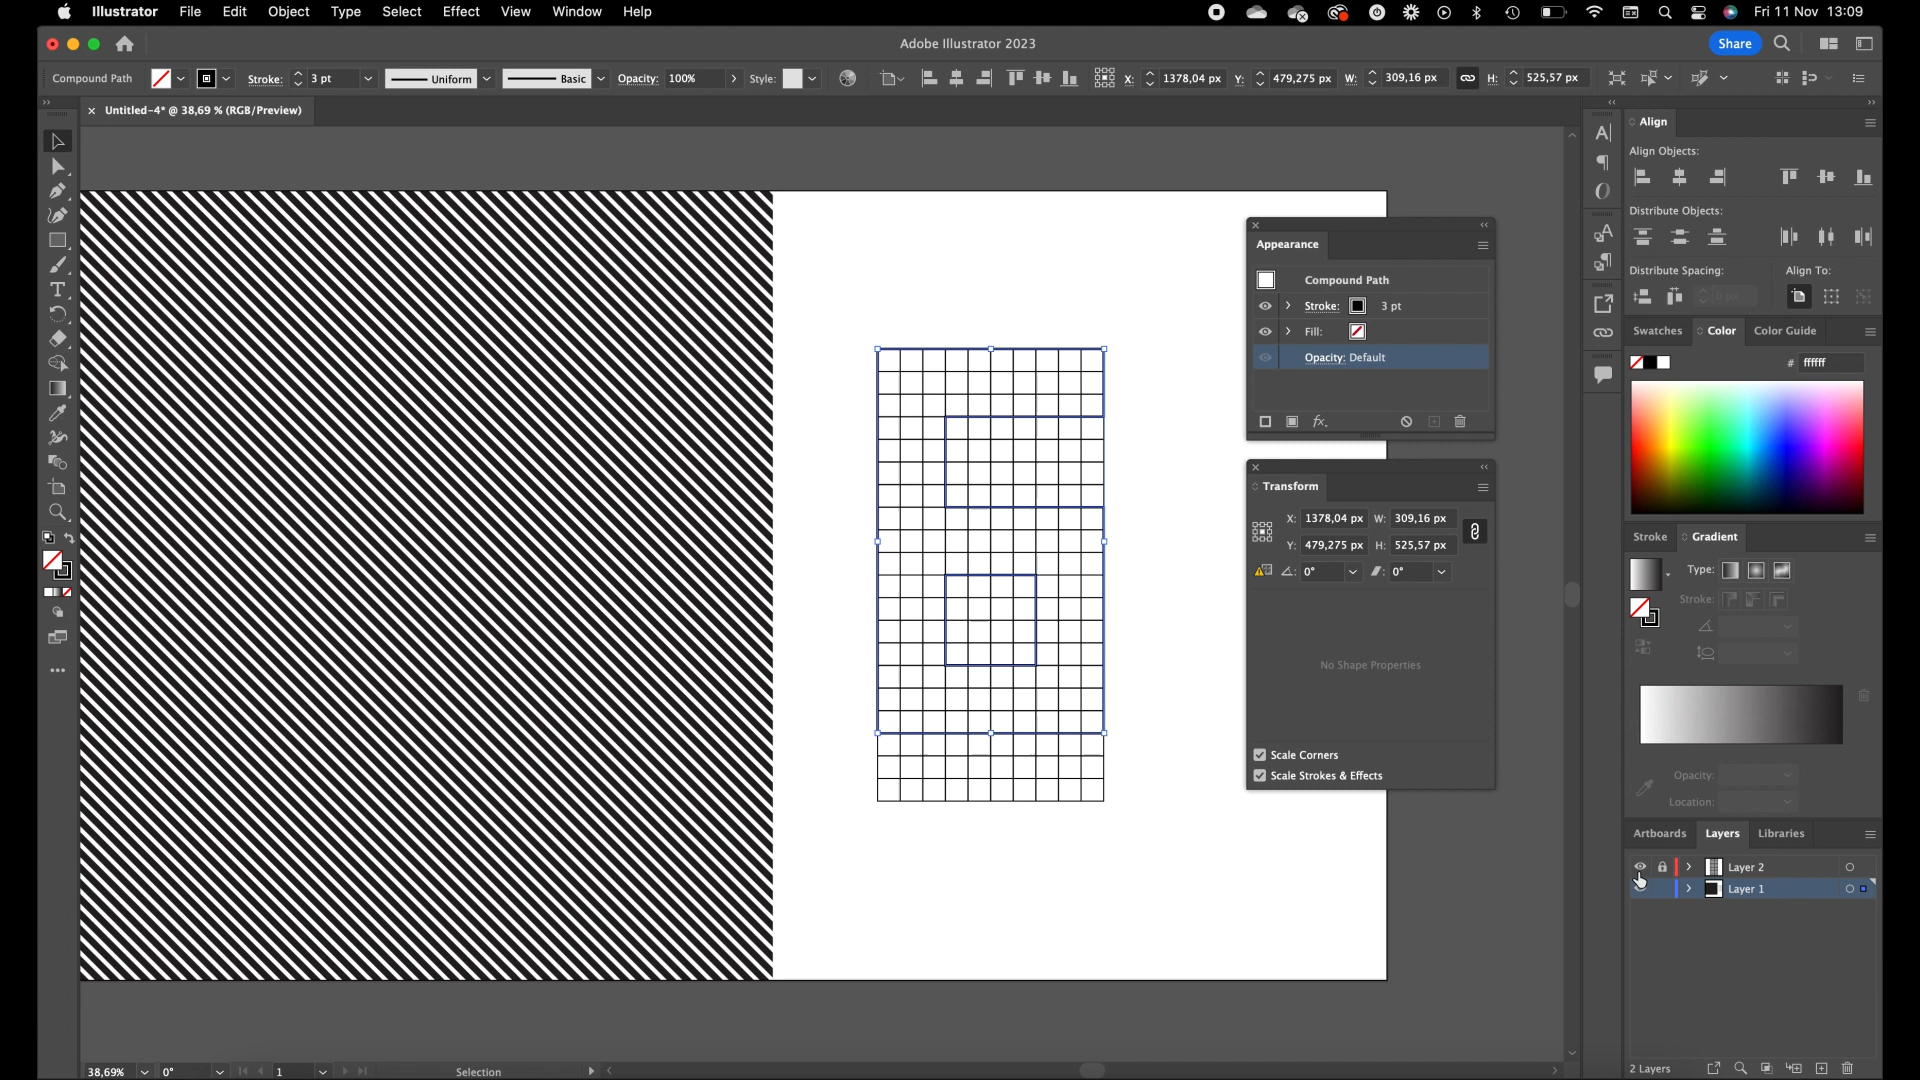 Illustrator File Edit Object Type Select Effect View Window Help Fri 11 Nov 13:09
Adobe Illustrator 2023 Share
Compound Path Stroke: 3 pt Uniform Basic Opacity: 100% Style: X: 1378,04 px Y: 479,275 px W: 309,16 px H: 525,57 px
Untitled-4* @ 38,69 % (RGB/Preview)
Appearance
Compound Path
Stroke: 3 pt
Fill:
Opacity: Default
fx.
Transform
X: 1378,04 px W: 309,16 px
Y: 479,275 px H: 525,57 px
0° 0°
No Shape Properties
Scale Corners
Scale Strokes & Effects
Align
Align Objects:
Distribute Objects:
Distribute Spacing: Align To:
0 px
Swatches Color Color Guide
# ffffff
Stroke Gradient
Type:
Stroke:
Opacity:
Location:
Artboards Layers Libraries
Layer 2
Layer 1
2 Layers
38,69% 0° 1 Selection